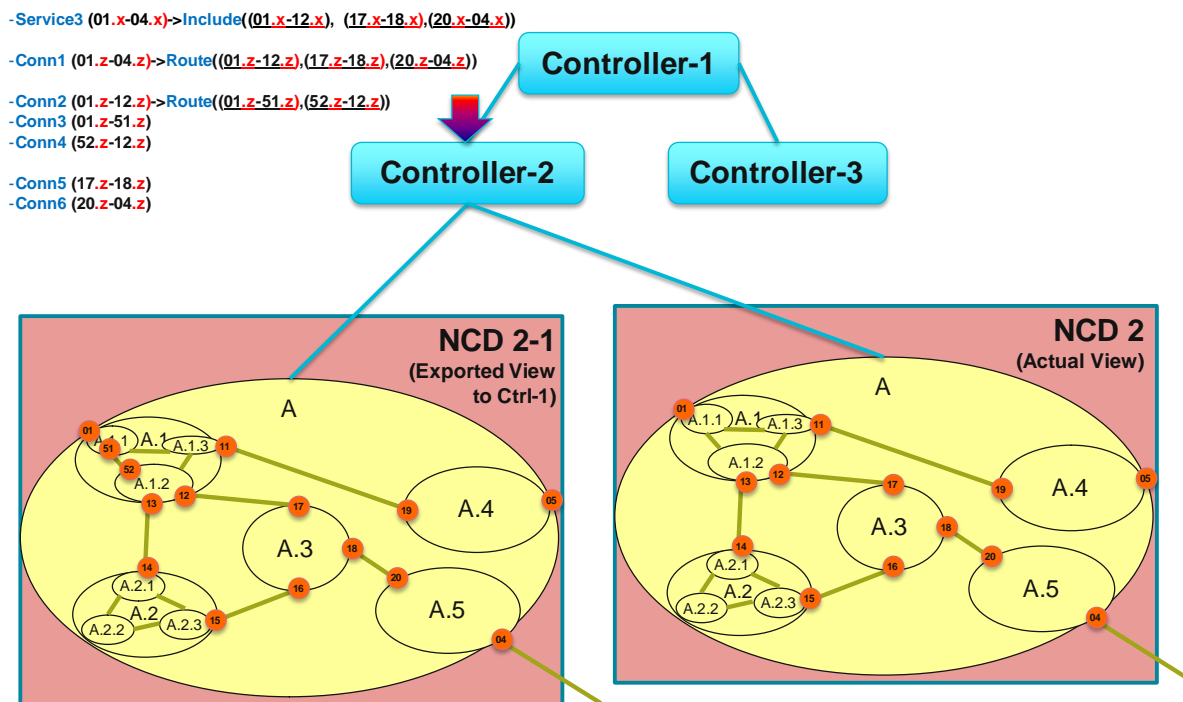 -Service3 (01.x-04.x)->Include((01.x-12.x), (17.x-18.x),(20.x-04.x))
-Conn1 (01.z-04.z)->Route((01.z-12.z),(17.z-18.z),(20.z-04.z))
-Conn2 (01.z-12.z)->Route((01.z-51.z),(52.z-12.z))
-Conn3 (01.z-51.z)
-Conn4 (52.z-12.z)
-Conn5 (17.z-18.z)
-Conn6 (20.z-04.z)
Controller-1
Controller-2
Controller-3
NCD 2-1
(Exported View
to Ctrl-1)
A
01
A.1.1
A.1
A.1.3
11
51
52
A.1.2
13
12
17
19
A.4
05
14
A.3
18
20
16
A.5
A.2.1
A.2
A.2.2
A.2.3
15
04
NCD 2
(Actual View)
A
01
A.1.1
A.1
A.1.3
11
A.1.2
13
12
17
19
A.4
05
14
A.3
18
20
16
A.5
A.2.1
A.2
A.2.2
A.2.3
15
04